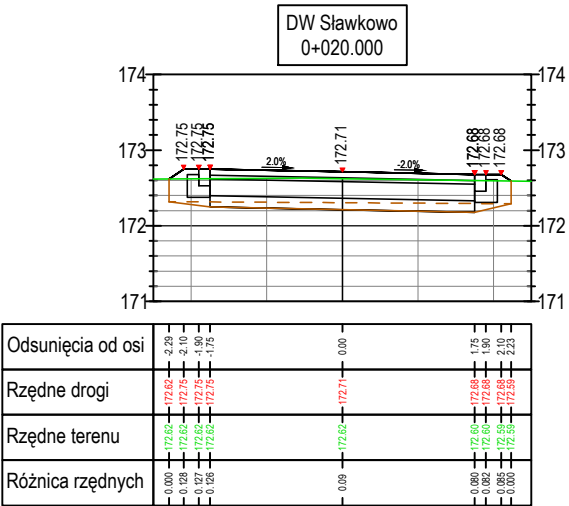 DW Sławkowo
0+020.000
174 174
173 173
172 172
171 171
172.75 172.75 172.75 172.71 172.68 172.68 172.68
2.0% -2.0%
Odsunięcia od osi -2.29 -2.10 -1.90 -1.75 0.00 1.75 1.90 2.10 2.23
Rzędne drogi 172.62 172.75 172.75 172.75 172.71 172.68 172.68 172.68 172.59
Rzędne terenu 172.62 172.62 172.62 172.62 172.62 172.60 172.60 172.59 172.59
Różnica rzędnych 0.000 0.128 0.127 0.126 0.09 0.080 0.082 0.085 0.000